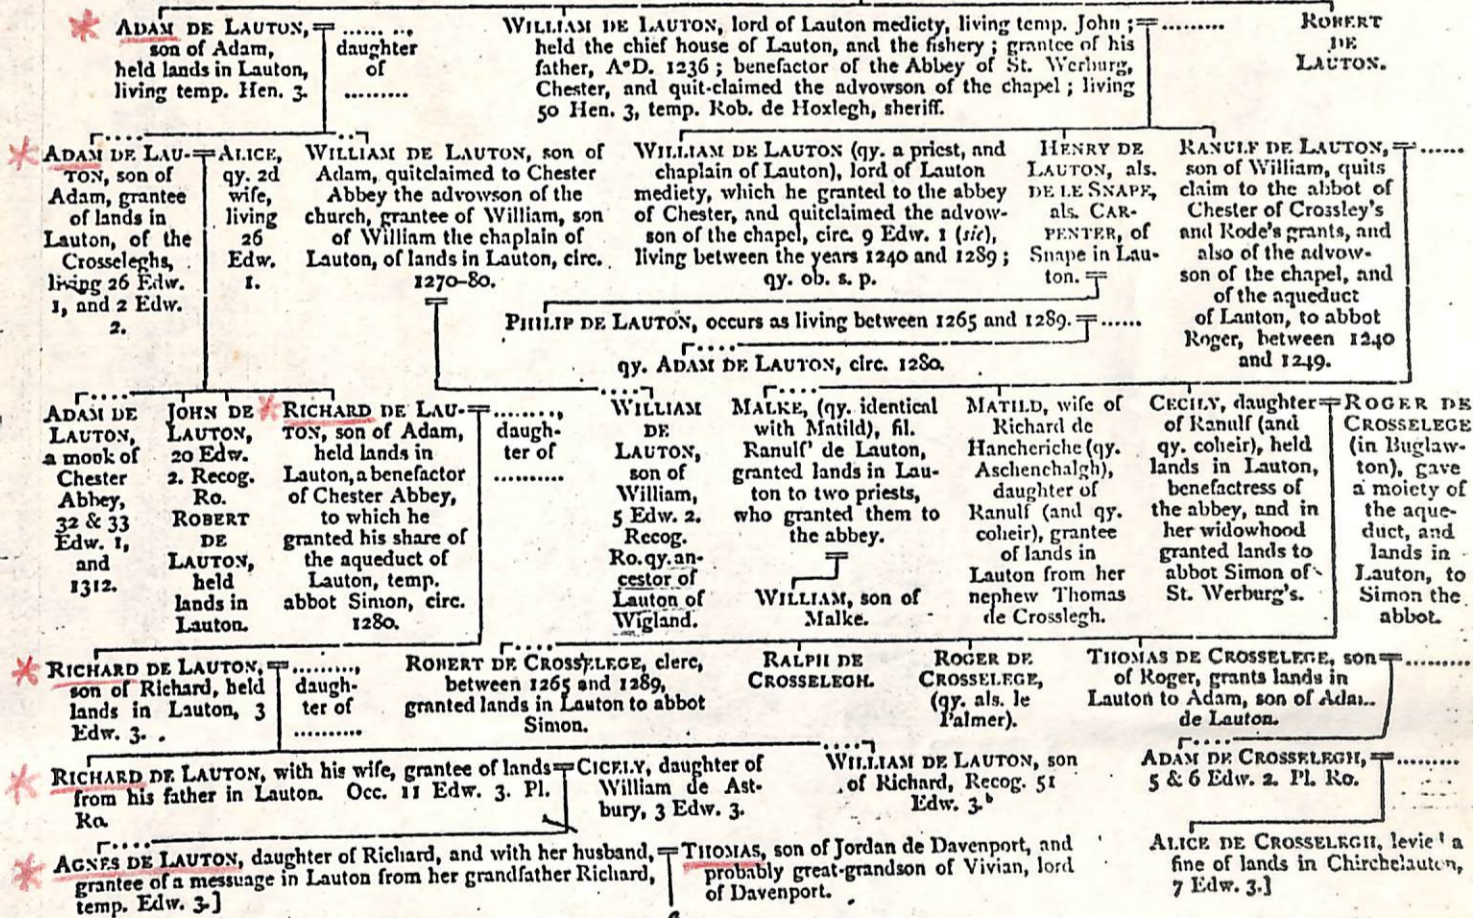 ADAM DE LAUTON,
son of Adam,
held lands in Lauton,
living temp. Hen. 3.
...... ..,
daughter
of
.........
WILLIAM DE LAUTON, lord of Lauton mediety, living temp. John ;
held the chief house of Lauton, and the fishery ; grantee of his
father, A°D. 1236 ; benefactor of the Abbey of St. Werburg,
Chester, and quit-claimed the advowson of the chapel ; living
50 Hen. 3, temp. Rob. de Hoxlegh, sheriff.
.........
ROBERT
DE
LAUTON.
ADAM DE LAU-
TON, son of
Adam, grantee
of lands in
Lauton, of the
Crosseleghs,
living 26 Edw.
1, and 2 Edw.
2.
ALICE,
qy. 2d
wife,
living
26
Edw.
1.
WILLIAM DE LAUTON, son of
Adam, quitclaimed to Chester
Abbey the advowson of the
church, grantee of William, son
of William the chaplain of
Lauton, of lands in Lauton, circ.
1270-80.
WILLIAM DE LAUTON (qy. a priest, and
chaplain of Lauton), lord of Lauton
mediety, which he granted to the abbey
of Chester, and quitclaimed the advow-
son of the chapel, circ. 9 Edw. 1 (sic),
living between the years 1240 and 1289 ;
qy. ob. s. p.
HENRY DE
LAUTON, als.
DE LE SNAPE,
als. CAR-
PENTER, of
Snape in Lau-
ton.
RANULF DE LAUTON,
son of William, quits
claim to the abbot of
Chester of Crossley's
and Rode's grants, and
also of the advow-
son of the chapel, and
of the aqueduct
of Lauton, to abbot
Roger, between 1240
and 1249.
......
PHILIP DE LAUTON, occurs as living between 1265 and 1289.
......
qy. ADAM DE LAUTON, circ. 1280.
ADAM DE
LAUTON,
a monk of
Chester
Abbey,
32 & 33
Edw. 1,
and
1312.
JOHN DE
LAUTON,
20 Edw.
2. Recog.
Ro.
ROBERT
DE
LAUTON,
held
lands in
Lauton.
RICHARD DE LAU-
TON, son of Adam,
held lands in
Lauton, a benefactor
of Chester Abbey,
to which he
granted his share of
the aqueduct of
Lauton, temp.
abbot Simon, circ.
1280.
.........,
daugh-
ter of
..........
WILLIAM
DE
LAUTON,
son of
William,
5 Edw. 2.
Recog.
Ro. qy. an-
cestor of
Lauton of
Wigland.
MALKE, (qy. identical
with Matild), fil.
Ranulf' de Lauton,
granted lands in Lau-
ton to two priests,
who granted them to
the abbey.
WILLIAM, son of
Malke.
MATILD, wife of
Richard de
Hancheriche (qy.
Aschenchalgh),
daughter of
Ranulf (and qy.
coheir), grantee
of lands in
Lauton from her
nephew Thomas
de Crosslegh.
CECILY, daughter
of Ranulf (and
qy. coheir), held
lands in Lauton,
benefactress of
the abbey, and in
her widowhood
granted lands to
abbot Simon of
St. Werburg's.
ROGER DE
CROSSELEGE
(in Buglaw-
ton), gave
a moiety of
the aque-
duct, and
lands in
Lauton, to
Simon the
abbot.
RICHARD DE LAUTON,
son of Richard, held
lands in Lauton, 3
Edw. 3.
.........,
daugh-
ter of
..........
ROBERT DE CROSSELEGE, clerc,
between 1265 and 1289,
granted lands in Lauton to abbot
Simon.
RALPH DE
CROSSELEGH.
ROGER DE
CROSSELEGE,
(qy. als. le
Palmer).
THOMAS DE CROSSELEGE, son
of Roger, grants lands in
Lauton to Adam, son of
de Lauton.
.........
RICHARD DE LAUTON, with his wife, grantee of lands
from his father in Lauton. Occ. 11 Edw. 3. Pl.
Ro.
CICELY, daughter of
William de Ast-
bury, 3 Edw. 3.
WILLIAM DE LAUTON, son
of Richard, Recog. 51
Edw. 3.b
ADAM DE CROSSELEGH,
5 & 6 Edw. 2. Pl. Ro.
.........
AGNES DE LAUTON, daughter of Richard, and with her husband,
grantee of a message in Lauton from her grandfather Richard,
temp. Edw. 3.]
THOMAS, son of Jordan de Davenport, and
probably great-grandson of Vivian, lord
of Davenport.
ALICE DE CROSSELEGH, a
fine of lands in Chirchelauton,
7 Edw. 3.]